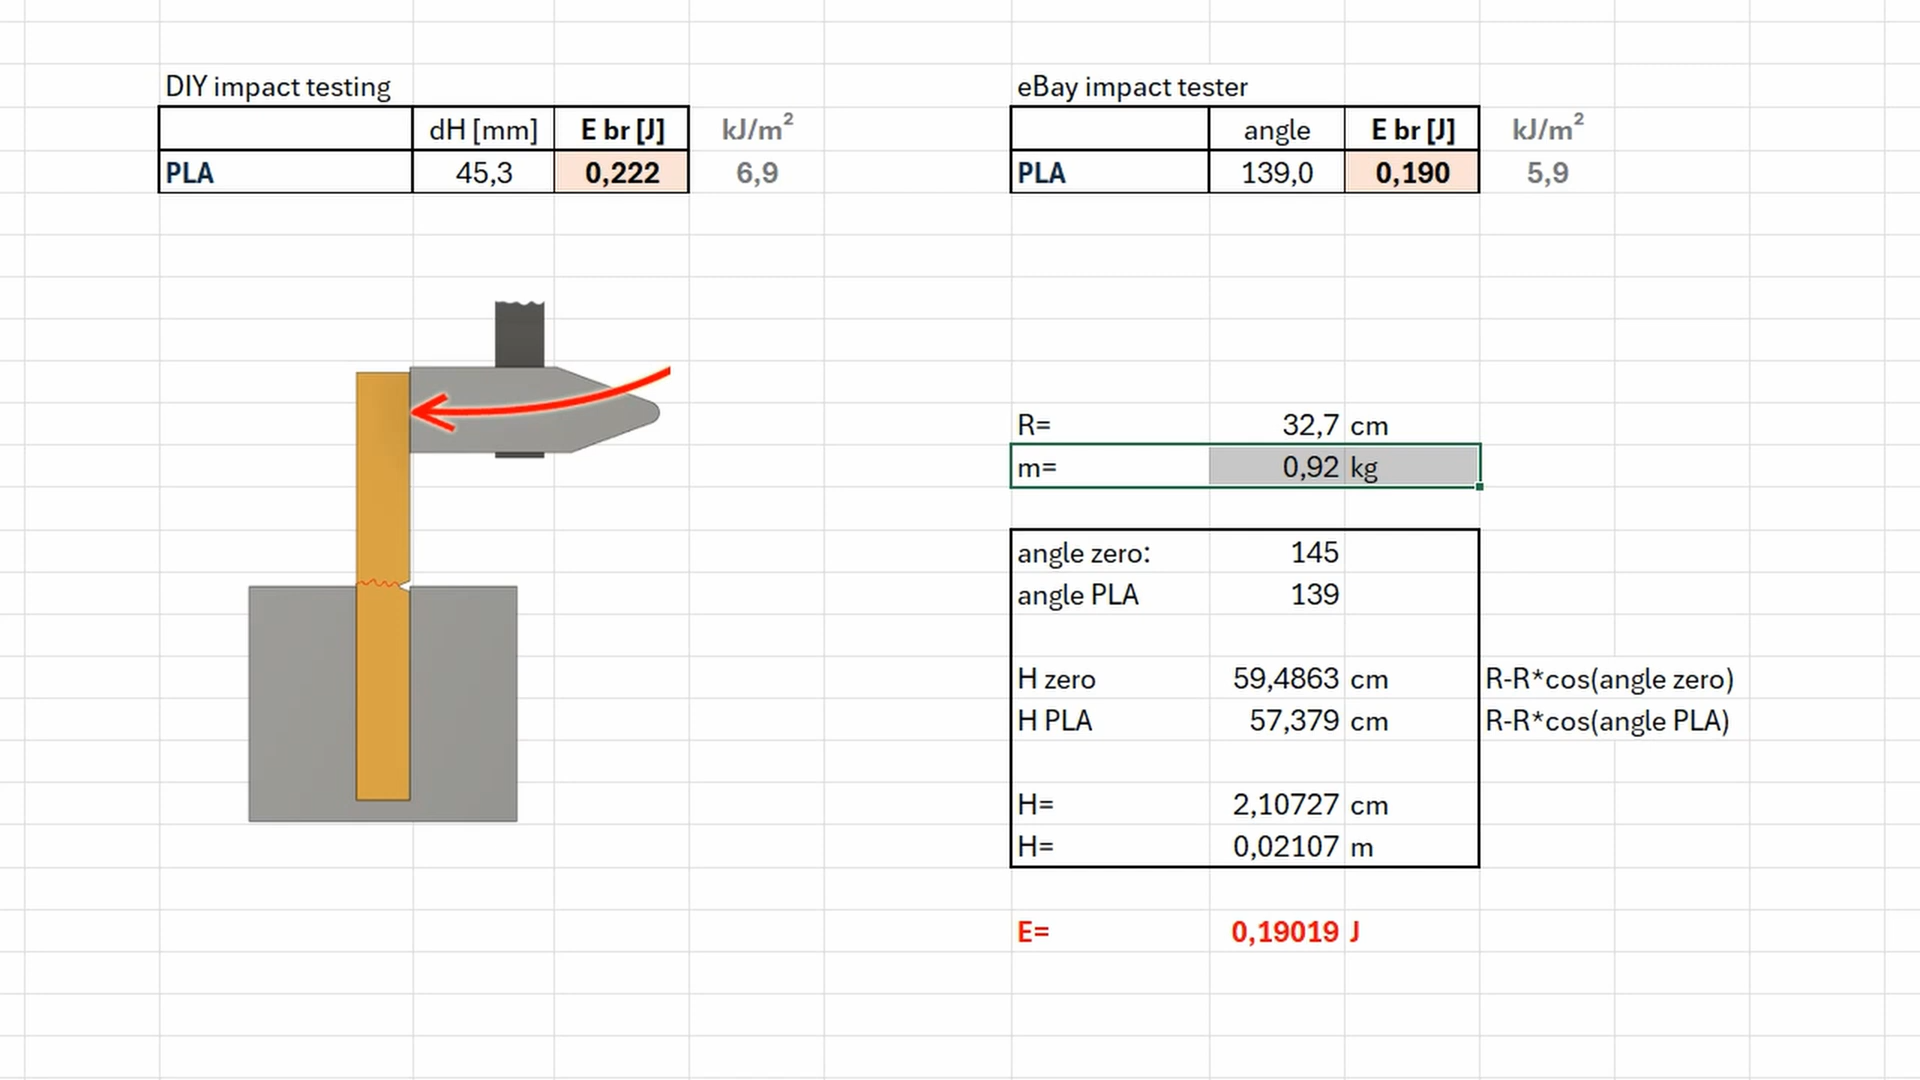 DIY impact testing
dH [mm] E br [J] kJ/m²
PLA 45,3 0,222 6,9
eBay impact tester
angle E br [J] kJ/m²
PLA 139,0 0,190 5,9
R= 32,7 cm
m= 0,92 kg
angle zero: 145
angle PLA 139
H zero 59,4863 cm R-R*cos(angle zero)
H PLA 57,379 cm R-R*cos(angle PLA)
H= 2,10727 cm
H= 0,02107 m
E= 0,19019 J